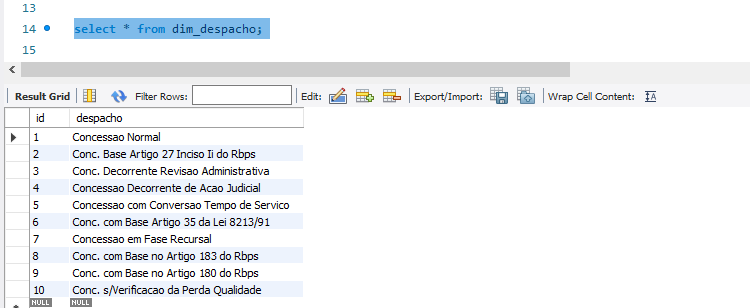 13
14 select * from dim_despacho;
15
Result Grid Filter Rows: Edit: Export/Import: Wrap Cell Content: IA
id despacho
1 Concessao Normal
2 Conc. Base Artigo 27 Inciso Ii do Rbps
3 Conc. Decorrente Revisao Administrativa
4 Concessao Decorrente de Acao Judicial
5 Concessao com Conversao Tempo de Servico
6 Conc. com Base Artigo 35 da Lei 8213/91
7 Concessao em Fase Recursal
8 Conc. com Base no Artigo 183 do Rbps
9 Conc. com Base no Artigo 180 do Rbps
10 Conc. s/Verificacao da Perda Qualidade
NULL NULL